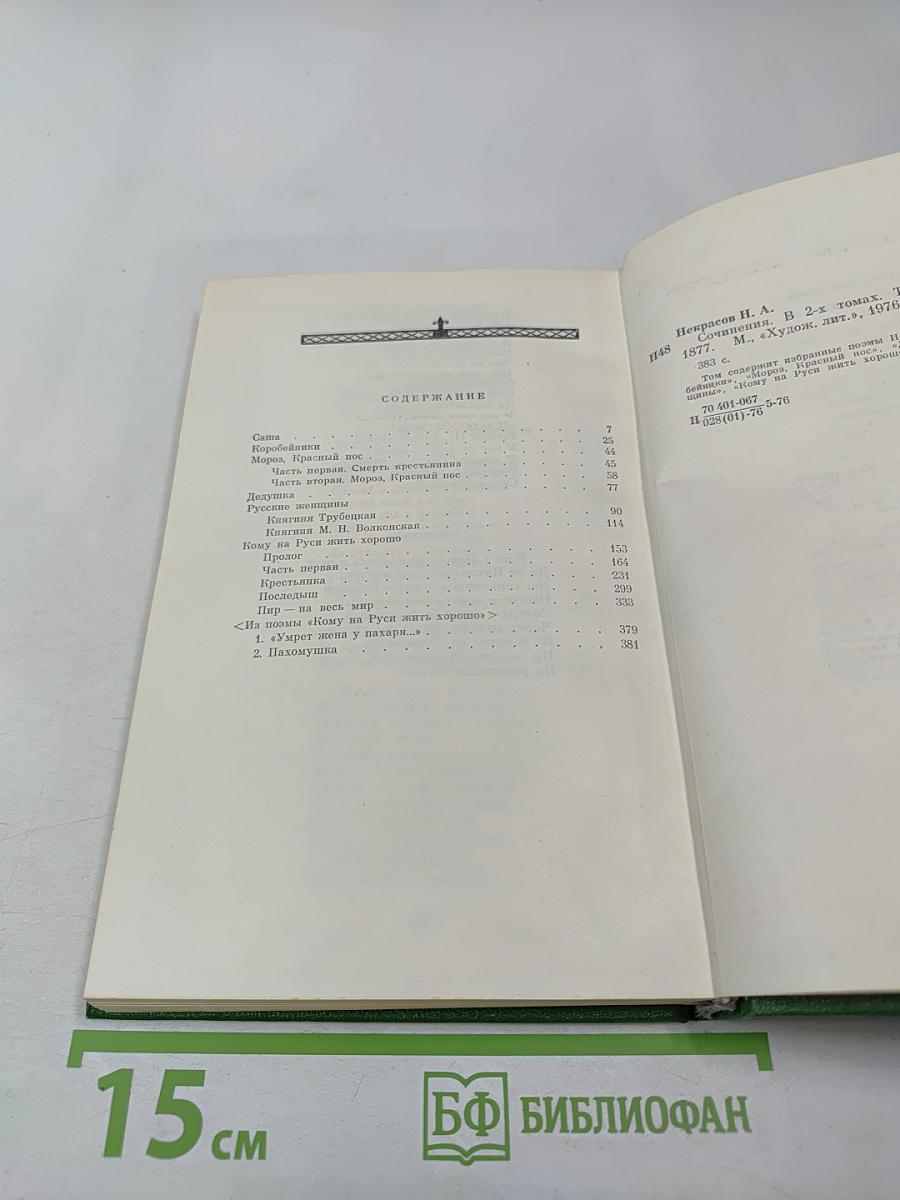 СОДЕРЖАНИЕ
Саша . . . . . . . . . . . . . . . . 7
Коробейники . . . . . . . . . . . . . . 25
Мороз, Красный нос . . . . . . . . . . . . 44
Часть первая. Смерть крестьянина . . . . . . . 45
Часть вторая. Мороз, Красный нос . . . . . . . 58
Дедушка . . . . . . . . . . . . . . . 77
Русские женщины
Княгиня Трубецкая . . . . . . . . . . . 90
Княгиня М. Н. Волконская . . . . . . . . . 114
Кому на Руси жить хорошо
Пролог . . . . . . . . . . . . . . 153
Часть первая . . . . . . . . . . . . . 164
Крестьянка . . . . . . . . . . . . . 231
Последыш . . . . . . . . . . . . . 299
Пир — на весь мир . . . . . . . . . . . 333
<Из поэмы «Кому на Руси жить хорошо»>
1. «Умрет жена у пахаря...» . . . . . . . . . 379
2. Пахомушка . . . . . . . . . . . . . 381
Некрасов Н. А.
Н48 Сочинения. В 2-х томах. Т
1877. М., «Худож. лит.», 1976
383 с.
Том содержит избранные поэмы Н
бейники», «Мороз, Красный нос», «Д
щины», «Кому на Руси жить хорошо
Н 70 401-067
028(01)-76 5-76
15 см
БФ БИБЛИОФАН